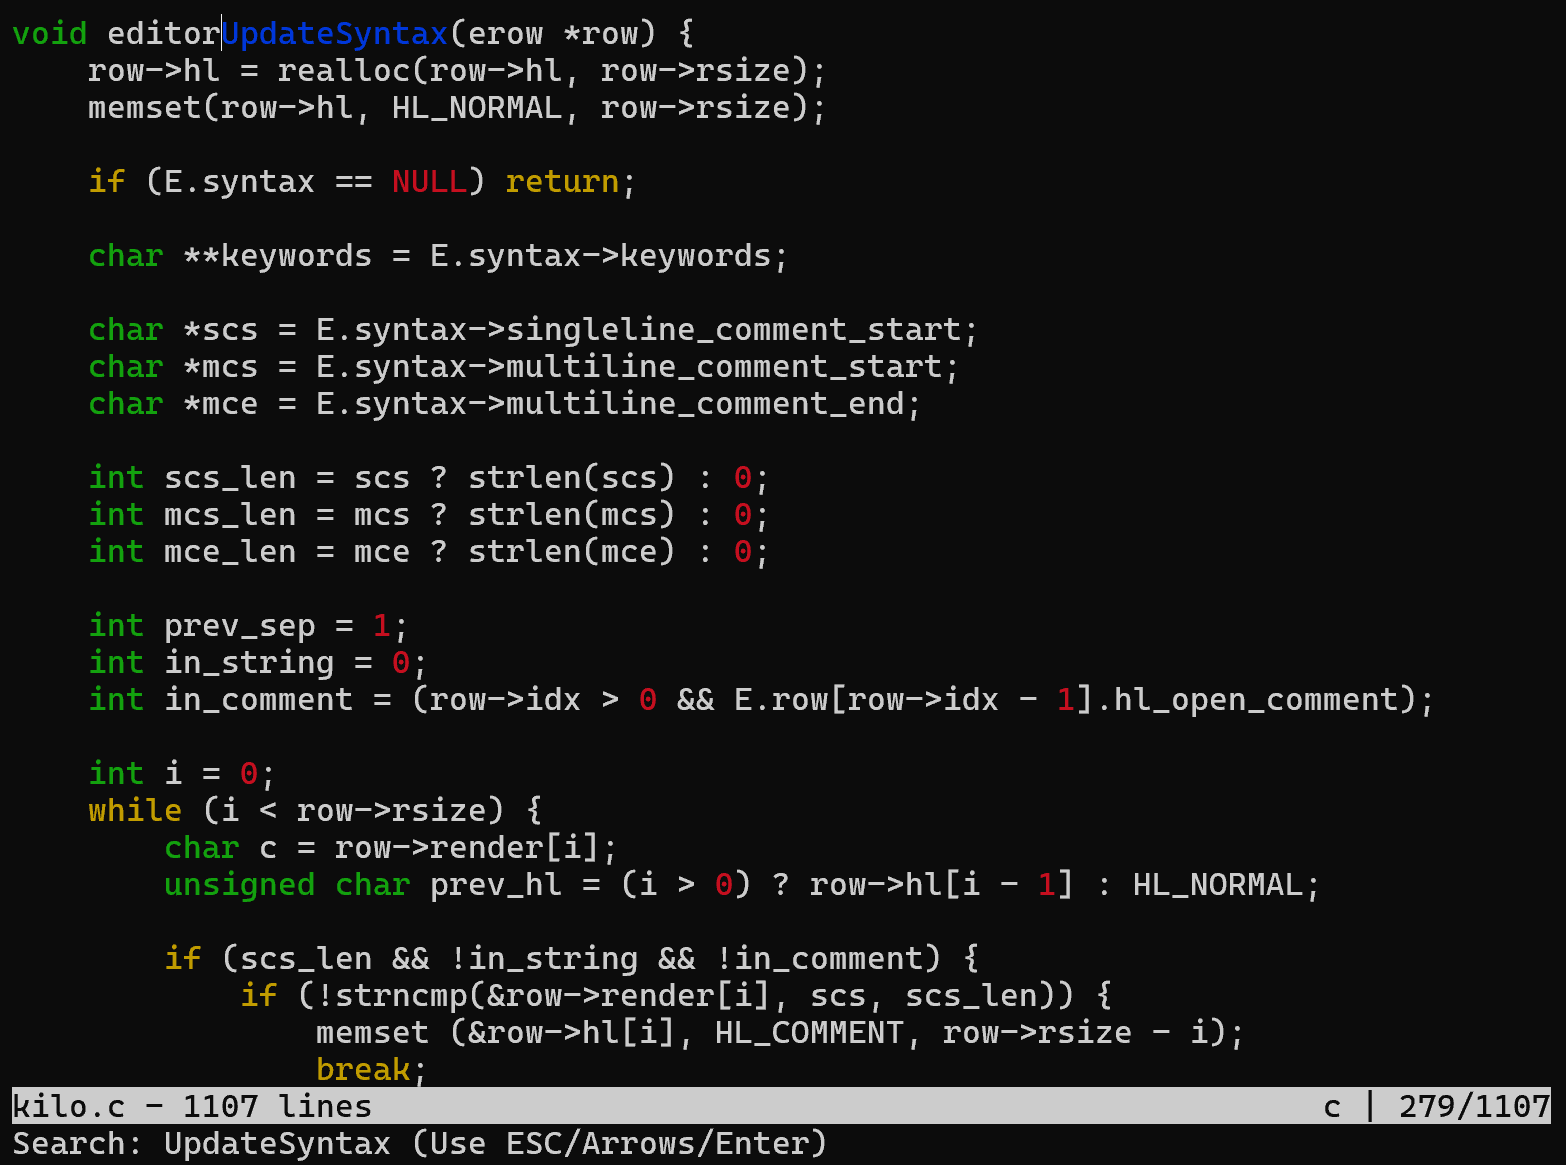 void editorUpdateSyntax(erow *row) {
    row->hl = realloc(row->hl, row->rsize);
    memset(row->hl, HL_NORMAL, row->rsize);

    if (E.syntax == NULL) return;

    char **keywords = E.syntax->keywords;

    char *scs = E.syntax->singleline_comment_start;
    char *mcs = E.syntax->multiline_comment_start;
    char *mce = E.syntax->multiline_comment_end;

    int scs_len = scs ? strlen(scs) : 0;
    int mcs_len = mcs ? strlen(mcs) : 0;
    int mce_len = mce ? strlen(mce) : 0;

    int prev_sep = 1;
    int in_string = 0;
    int in_comment = (row->idx > 0 && E.row[row->idx - 1].hl_open_comment);

    int i = 0;
    while (i < row->rsize) {
        char c = row->render[i];
        unsigned char prev_hl = (i > 0) ? row->hl[i - 1] : HL_NORMAL;

        if (scs_len && !in_string && !in_comment) {
            if (!strncmp(&row->render[i], scs, scs_len)) {
                memset (&row->hl[i], HL_COMMENT, row->rsize - i);
                break;
kilo.c - 1107 lines c | 279/1107
Search: UpdateSyntax (Use ESC/Arrows/Enter)